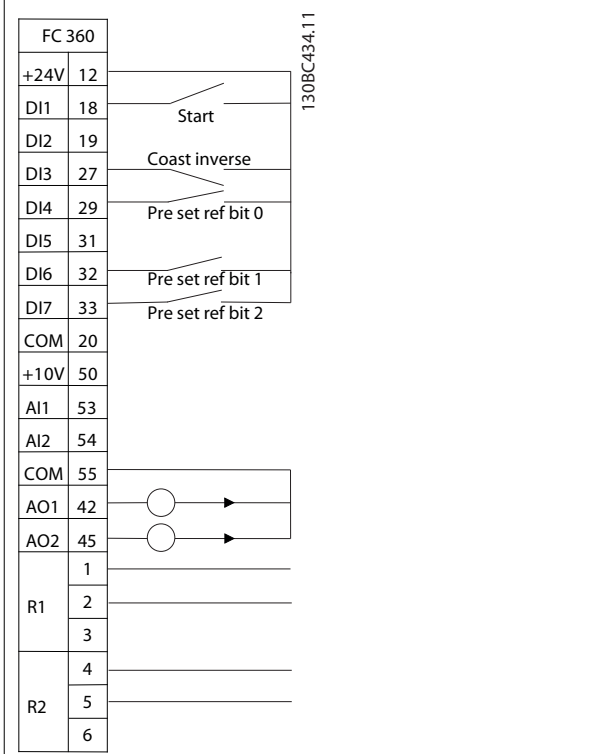 FC 360
130BC434.11
+24V 12
DI1 18
Start
DI2 19
Coast inverse
DI3 27
DI4 29
Pre set ref bit 0
DI5 31
DI6 32
Pre set ref bit 1
DI7 33
Pre set ref bit 2
COM 20
+10V 50
AI1 53
AI2 54
COM 55
AO1 42
AO2 45
R1
1
2
3
R2
4
5
6